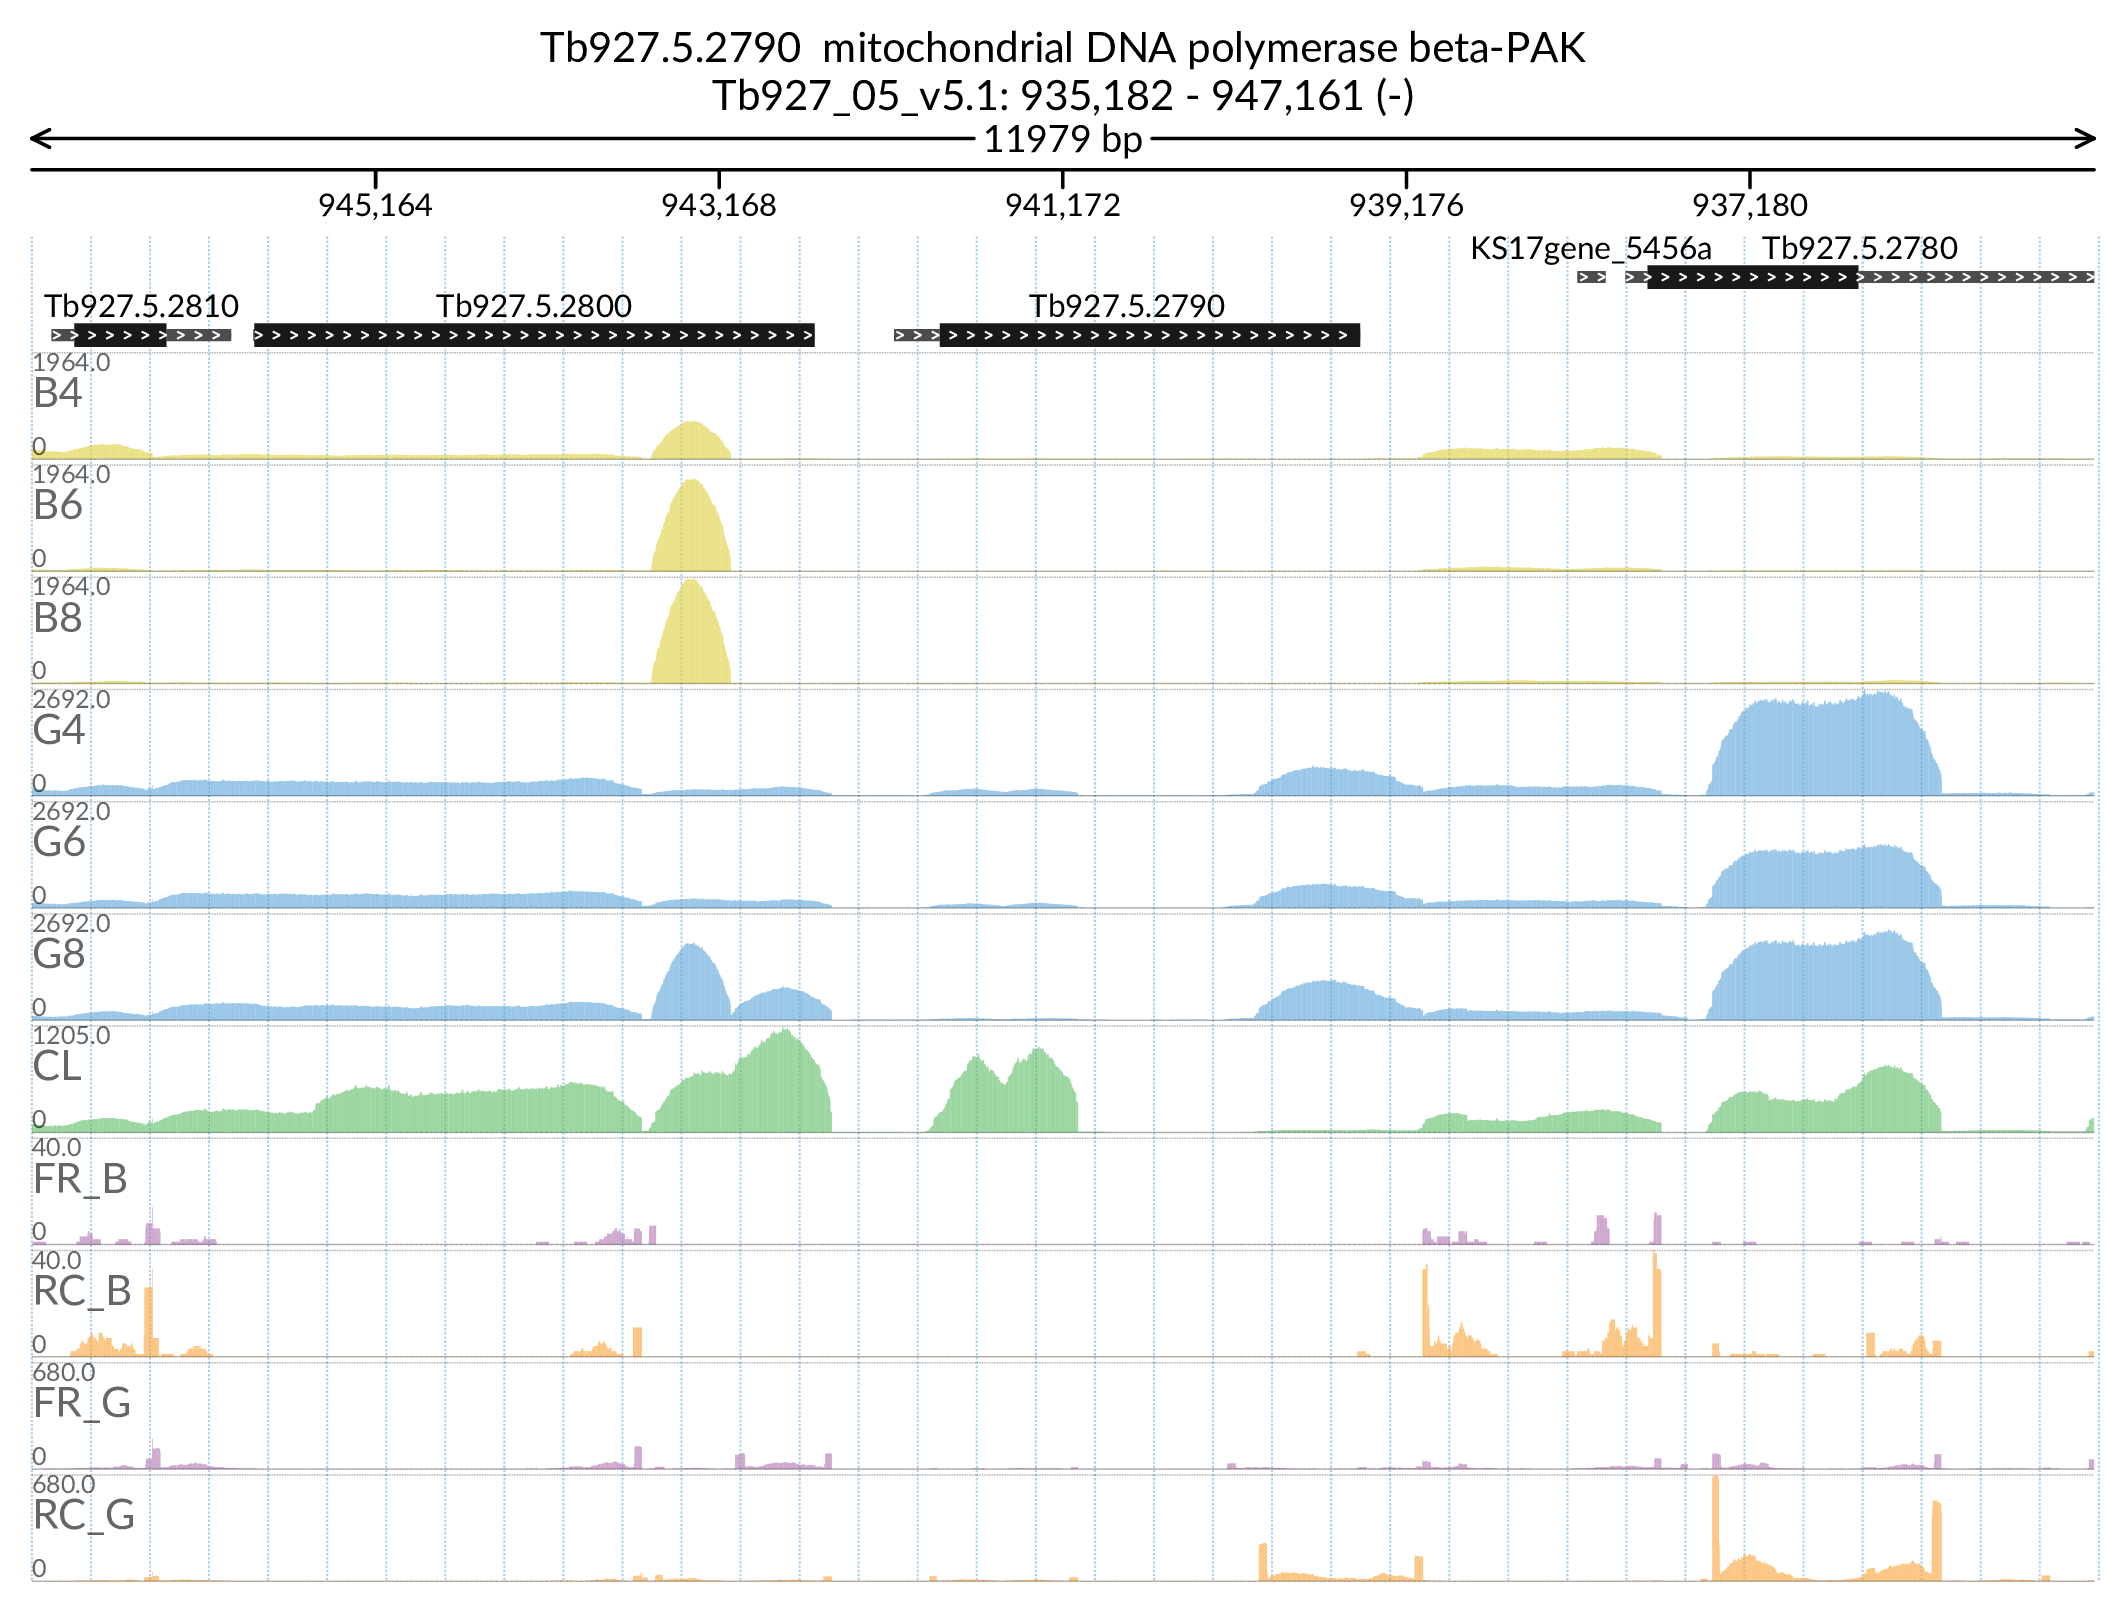 Tb927.5.2790  mitochondrial DNA polymerase beta-PAK
Tb927_05_v5.1: 935,182 - 947,161 (-)
11979 bp
945,164 943,168 941,172 939,176 937,180
KS17gene_5456a Tb927.5.2780
Tb927.5.2810 Tb927.5.2800 Tb927.5.2790
1964.0
B4
0
1964.0
B6
0
1964.0
B8
0
2692.0
G4
0
2692.0
G6
0
2692.0
G8
0
1205.0
CL
0
40.0
FR_B
0
40.0
RC_B
0
680.0
FR_G
0
680.0
RC_G
0